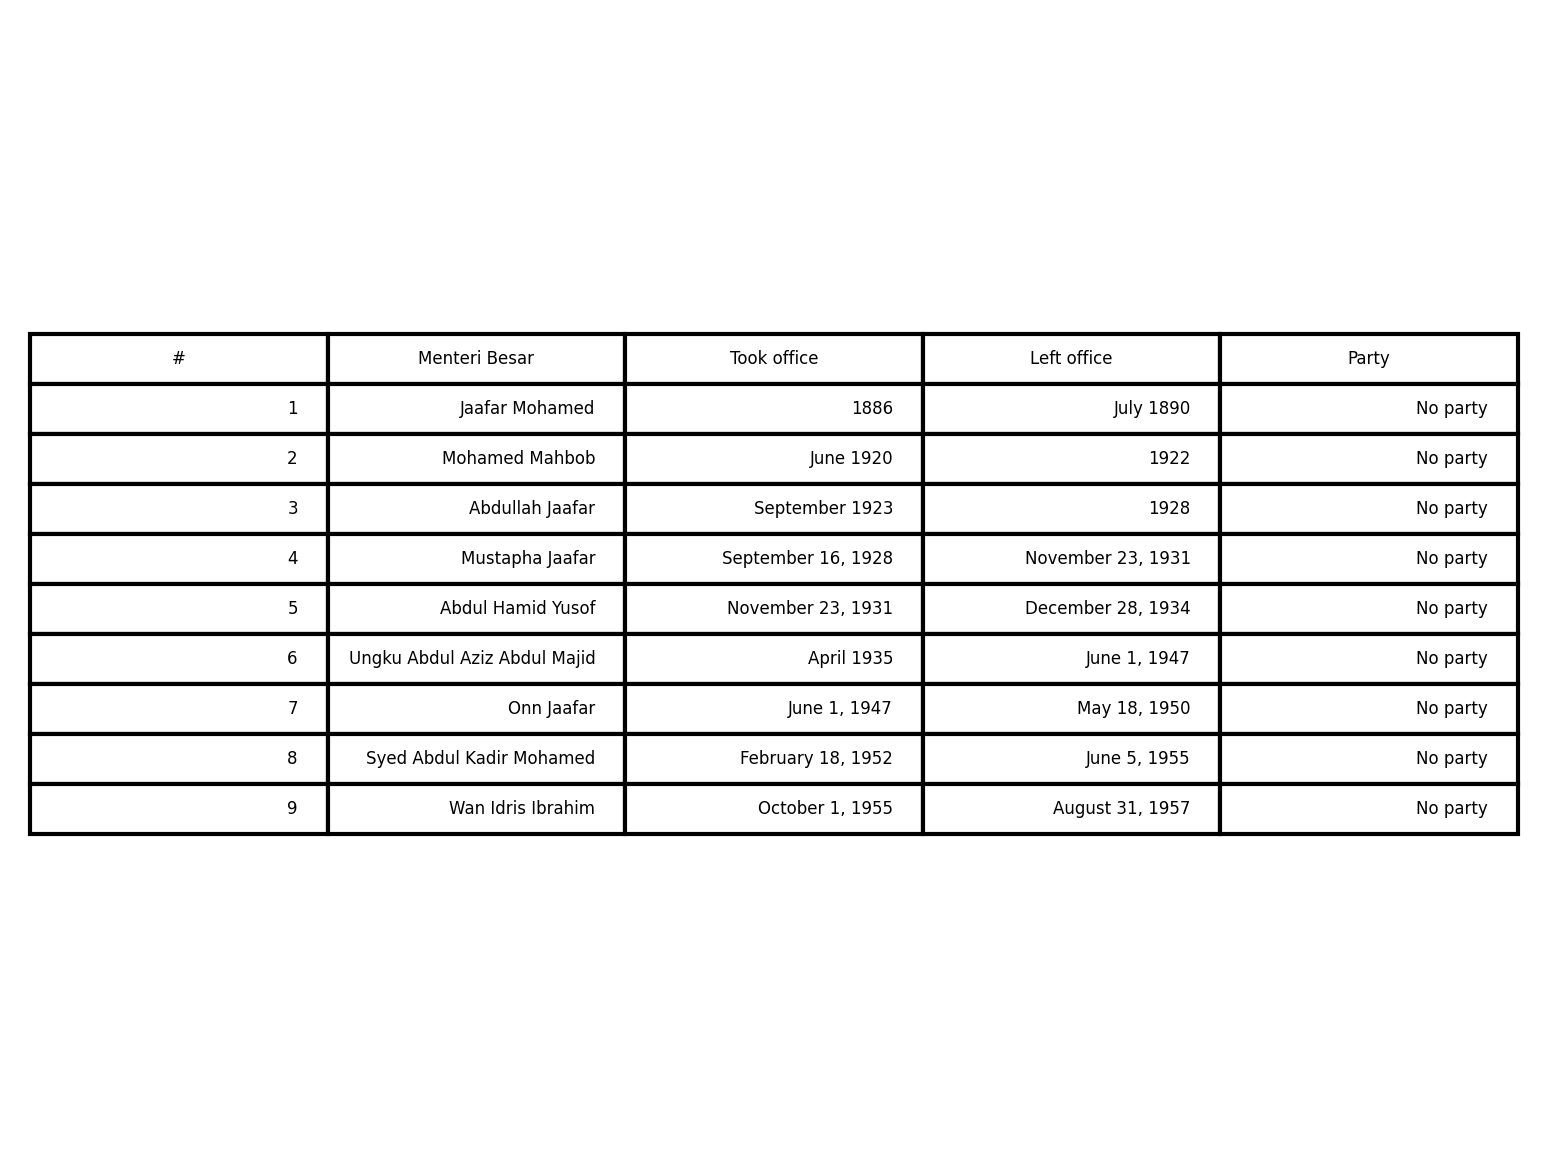 # Menteri Besar Took office Left office Party
1 Jaafar Mohamed 1886 July 1890 No party
2 Mohamed Mahbob June 1920 1922 No party
3 Abdullah Jaafar September 1923 1928 No party
4 Mustapha Jaafar September 16, 1928 November 23, 1931 No party
5 Abdul Hamid Yusof November 23, 1931 December 28, 1934 No party
6 Ungku Abdul Aziz Abdul Majid April 1935 June 1, 1947 No party
7 Onn Jaafar June 1, 1947 May 18, 1950 No party
8 Syed Abdul Kadir Mohamed February 18, 1952 June 5, 1955 No party
9 Wan Idris Ibrahim October 1, 1955 August 31, 1957 No party